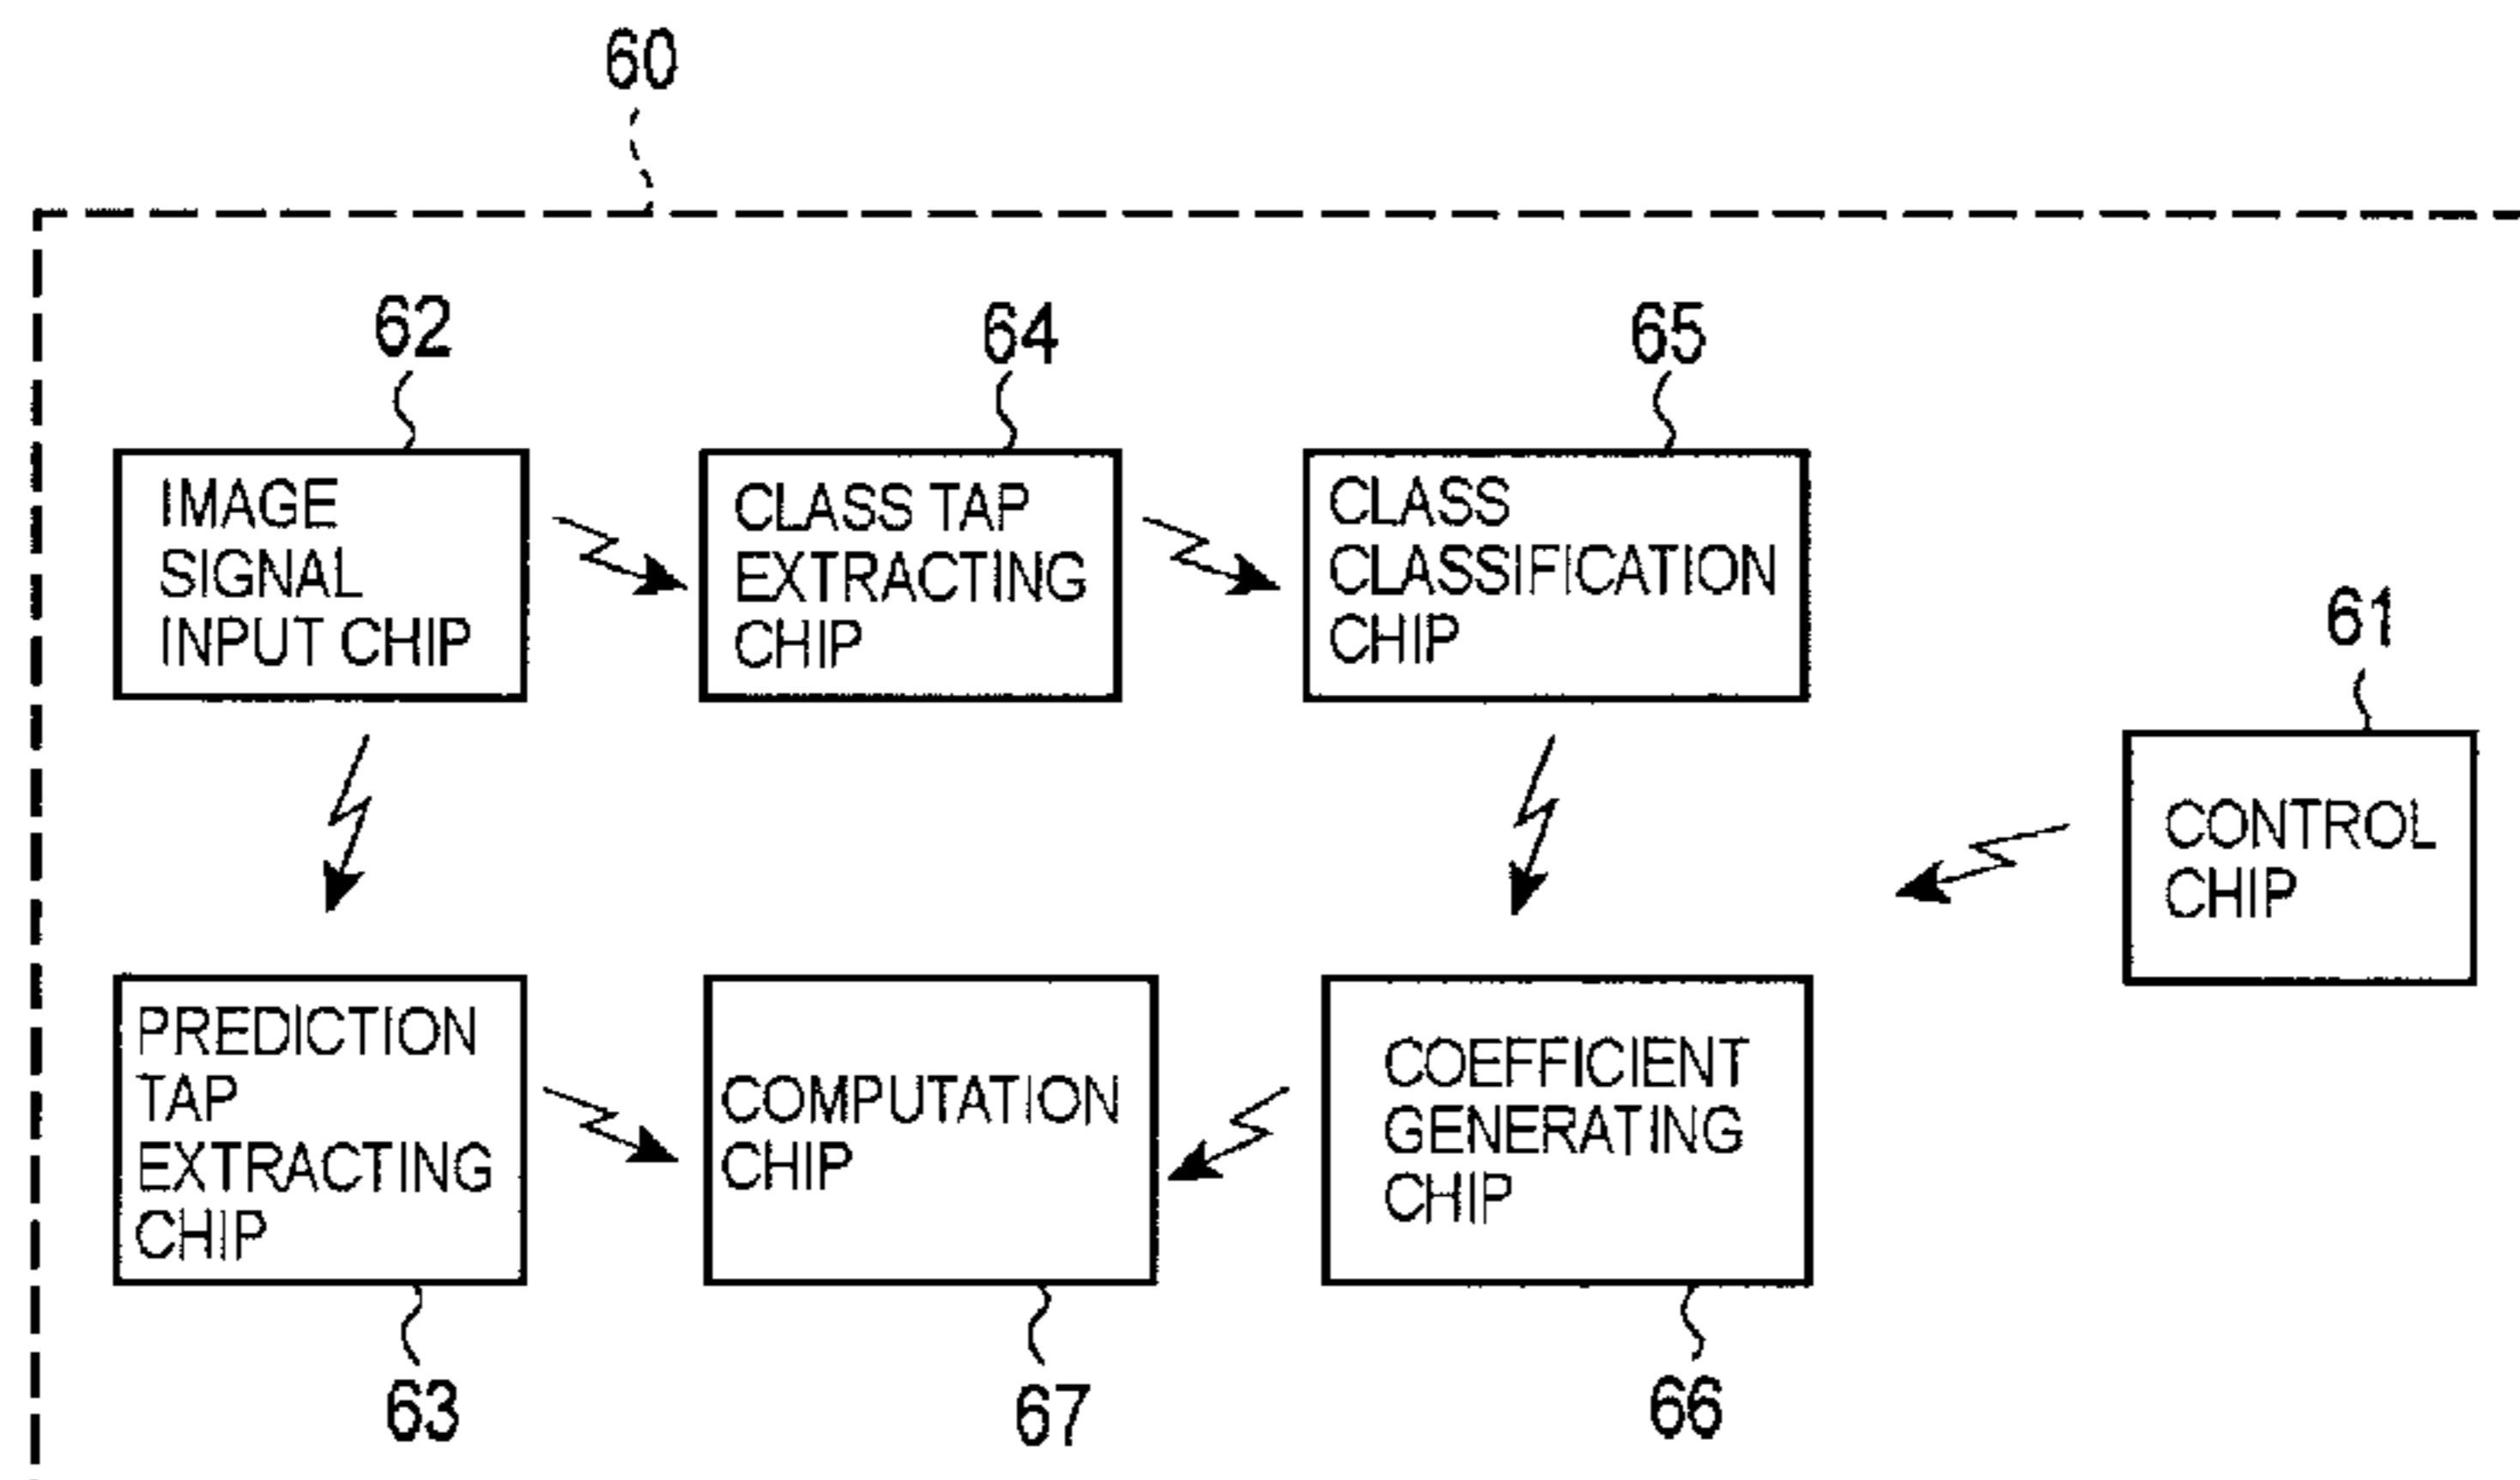 60
62
64
65
IMAGE
SIGNAL
INPUT CHIP
CLASS TAP
EXTRACTING
CHIP
CLASS
CLASSIFICATION
CHIP
61
CONTROL
CHIP
PREDICTION
TAP
EXTRACTING
CHIP
COMPUTATION
CHIP
COEFFICIENT
GENERATING
CHIP
63
67
66